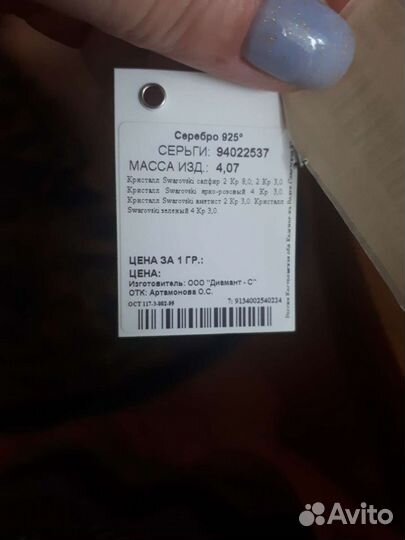 Серебро 925°
СЕРЬГИ: 94022537
МАССА ИЗД.: 4,07
Кристалл Swarovski сапфир 2 Кр 8,0; 2 Кр 3,0
Кристалл Swarovski ярко-розовый 4 Кр 3,0
Кристалл Swarovski аметист 2 Кр 3,0. Кристалл
Swarovski зеленый 4 Кр 3,0
ЦЕНА ЗА 1 ГР.:
ЦЕНА:
Изготовитель: ООО "Диамант - С"
ОТК: Артамонова О.С.
ОСТ 117-3-002-95
7; 9134002540224
Россия Костромская обл
Avito